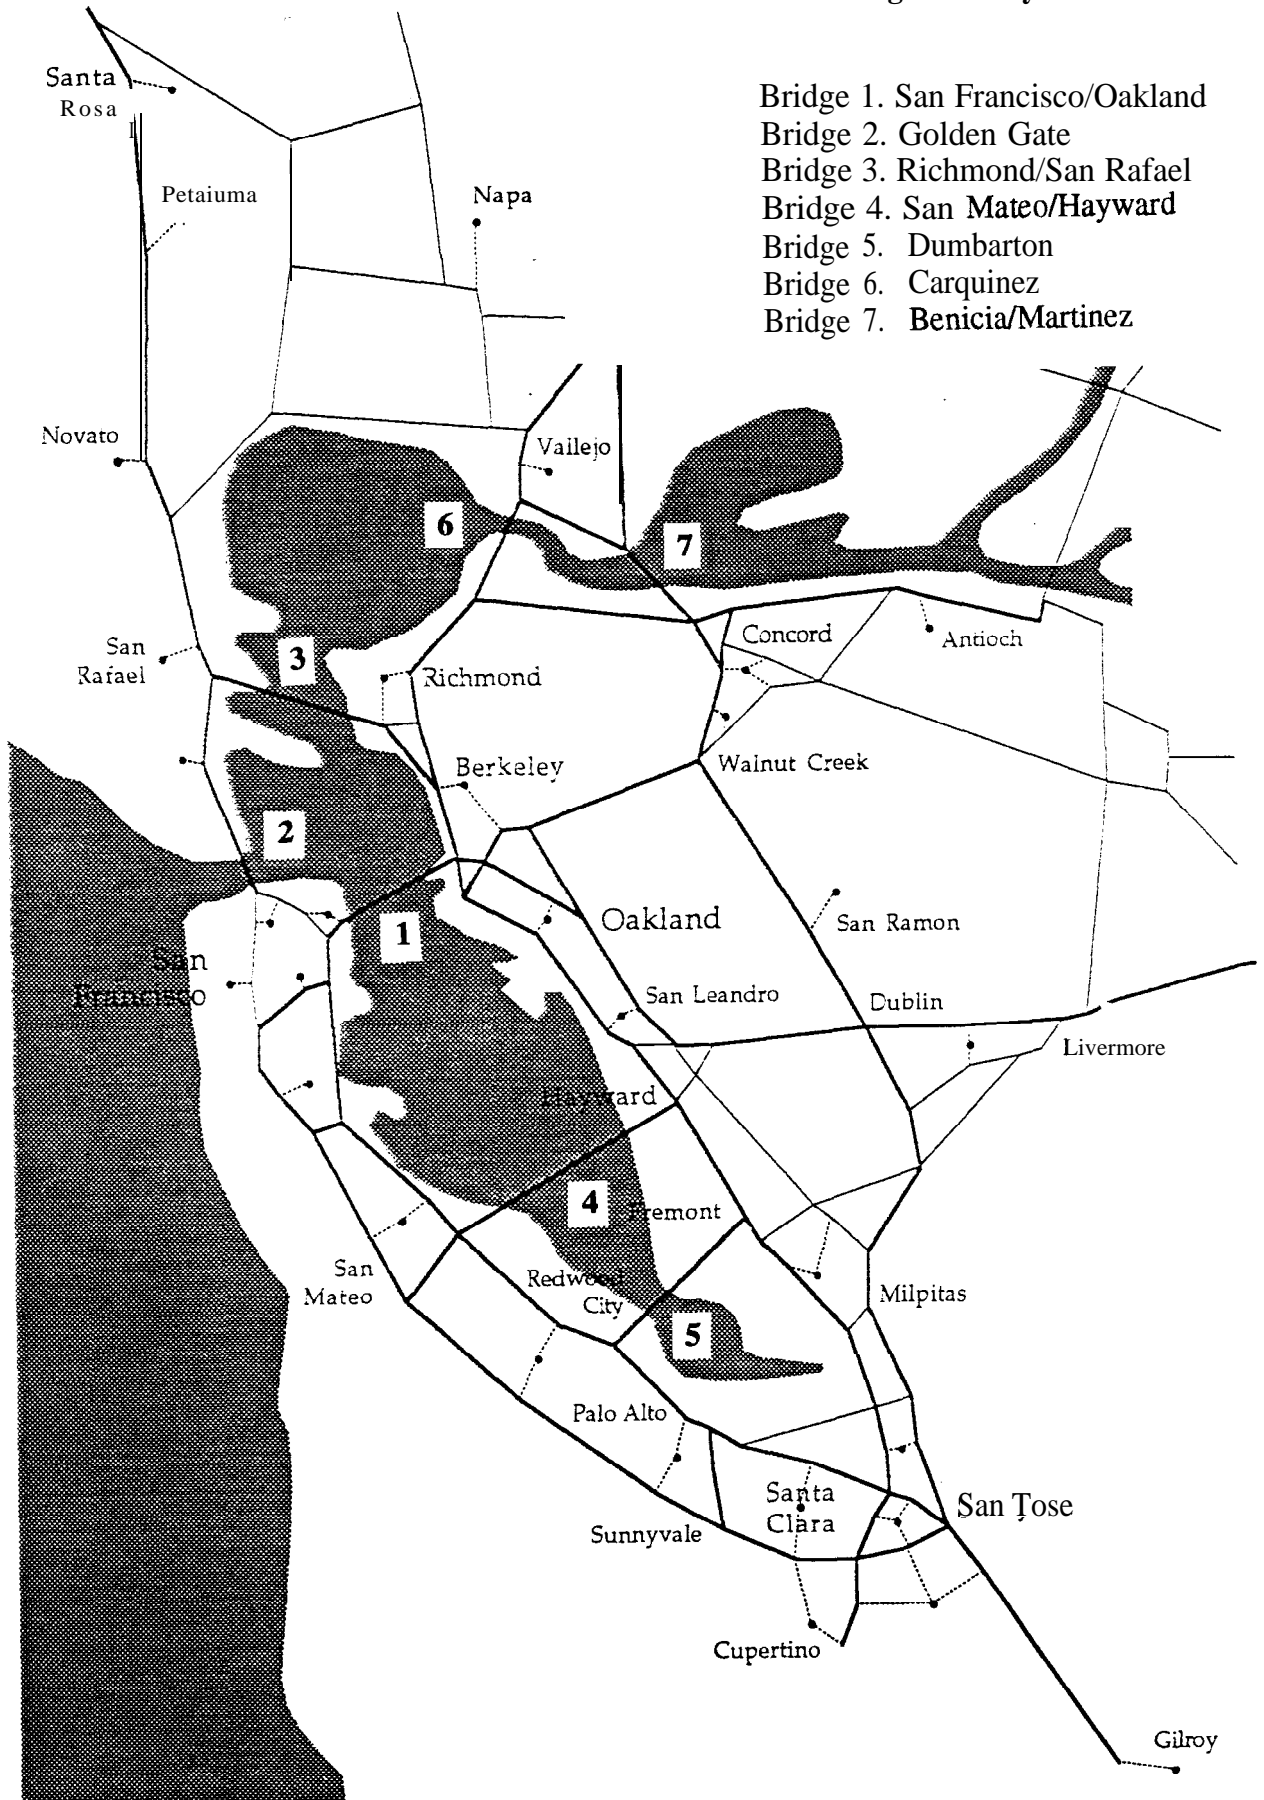 Santa
Rosa
Petaiuma
Napa
Bridge 1. San Francisco/Oakland
Bridge 2. Golden Gate
Bridge 3. Richmond/San Rafael
Bridge 4. San Mateo/Hayward
Bridge 5. Dumbarton
Bridge 6. Carquinez
Bridge 7. Benicia/Martinez
Novato
Vailejo
6
7
San
Rafael
3
Concord
Antioch
Richmond
Berkeley
Walnut Creek
2
1
Oakland
San Ramon
San
Francisco
San Leandro
Dublin
Livermore
Hayward
4
Fremont
San
Mateo
Redwood
City
Milpitas
5
Palo Alto
Santa
Clara
San Tose
Sunnyvale
Cupertino
Gilroy